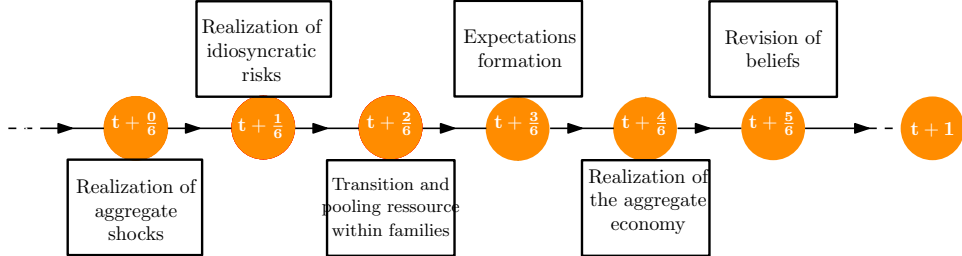 Realization of
idiosyncratic
risks
Expectations
formation
Revision of
beliefs
t + 0/6
t + 1/6
t + 2/6
t + 3/6
t + 4/6
t + 5/6
t + 1
Realization of
aggregate
shocks
Transition and
pooling ressource
within families
Realization of
the aggregate
economy